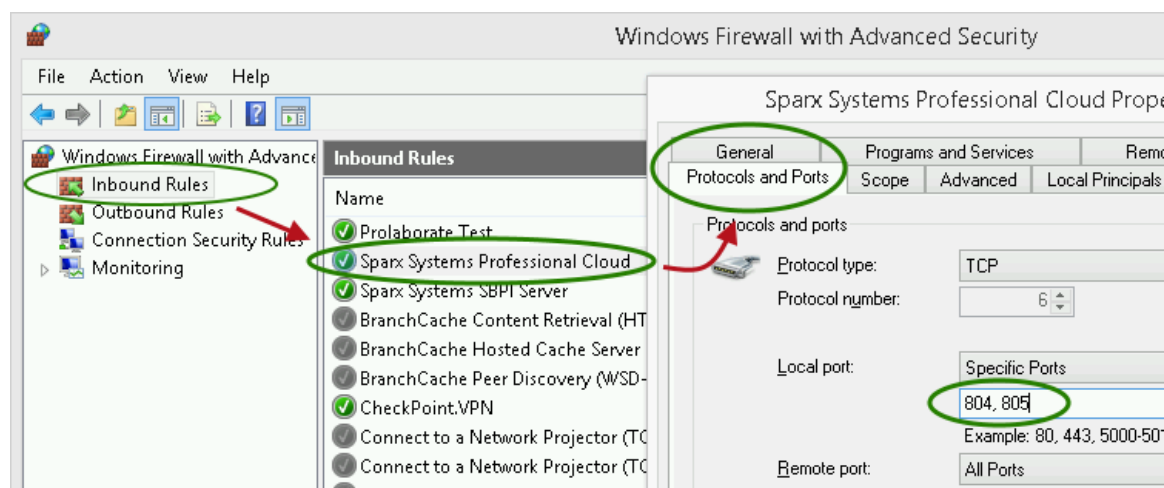 Windows Firewall with Advanced Security
File Action View Help
Windows Firewall with Advance
Inbound Rules
Outbound Rules
Connection Security Rules
Monitoring
Inbound Rules
Name
Prolaborate Test
Sparx Systems Professional Cloud
Sparx Systems SBPI Server
BranchCache Content Retrieval (HT
BranchCache Hosted Cache Server
BranchCache Peer Discovery (WSD-
CheckPoint.VPN
Connect to a Network Projector (TC
Connect to a Network Projector (TC
Sparx Systems Professional Cloud Prope
General Programs and Services Remo
Protocols and Ports Scope Advanced Local Principals
Protocols and ports
Protocol type: TCP
Protocol number: 6
Local port: Specific Ports
804, 805
Example: 80, 443, 5000-501
Remote port: All Ports